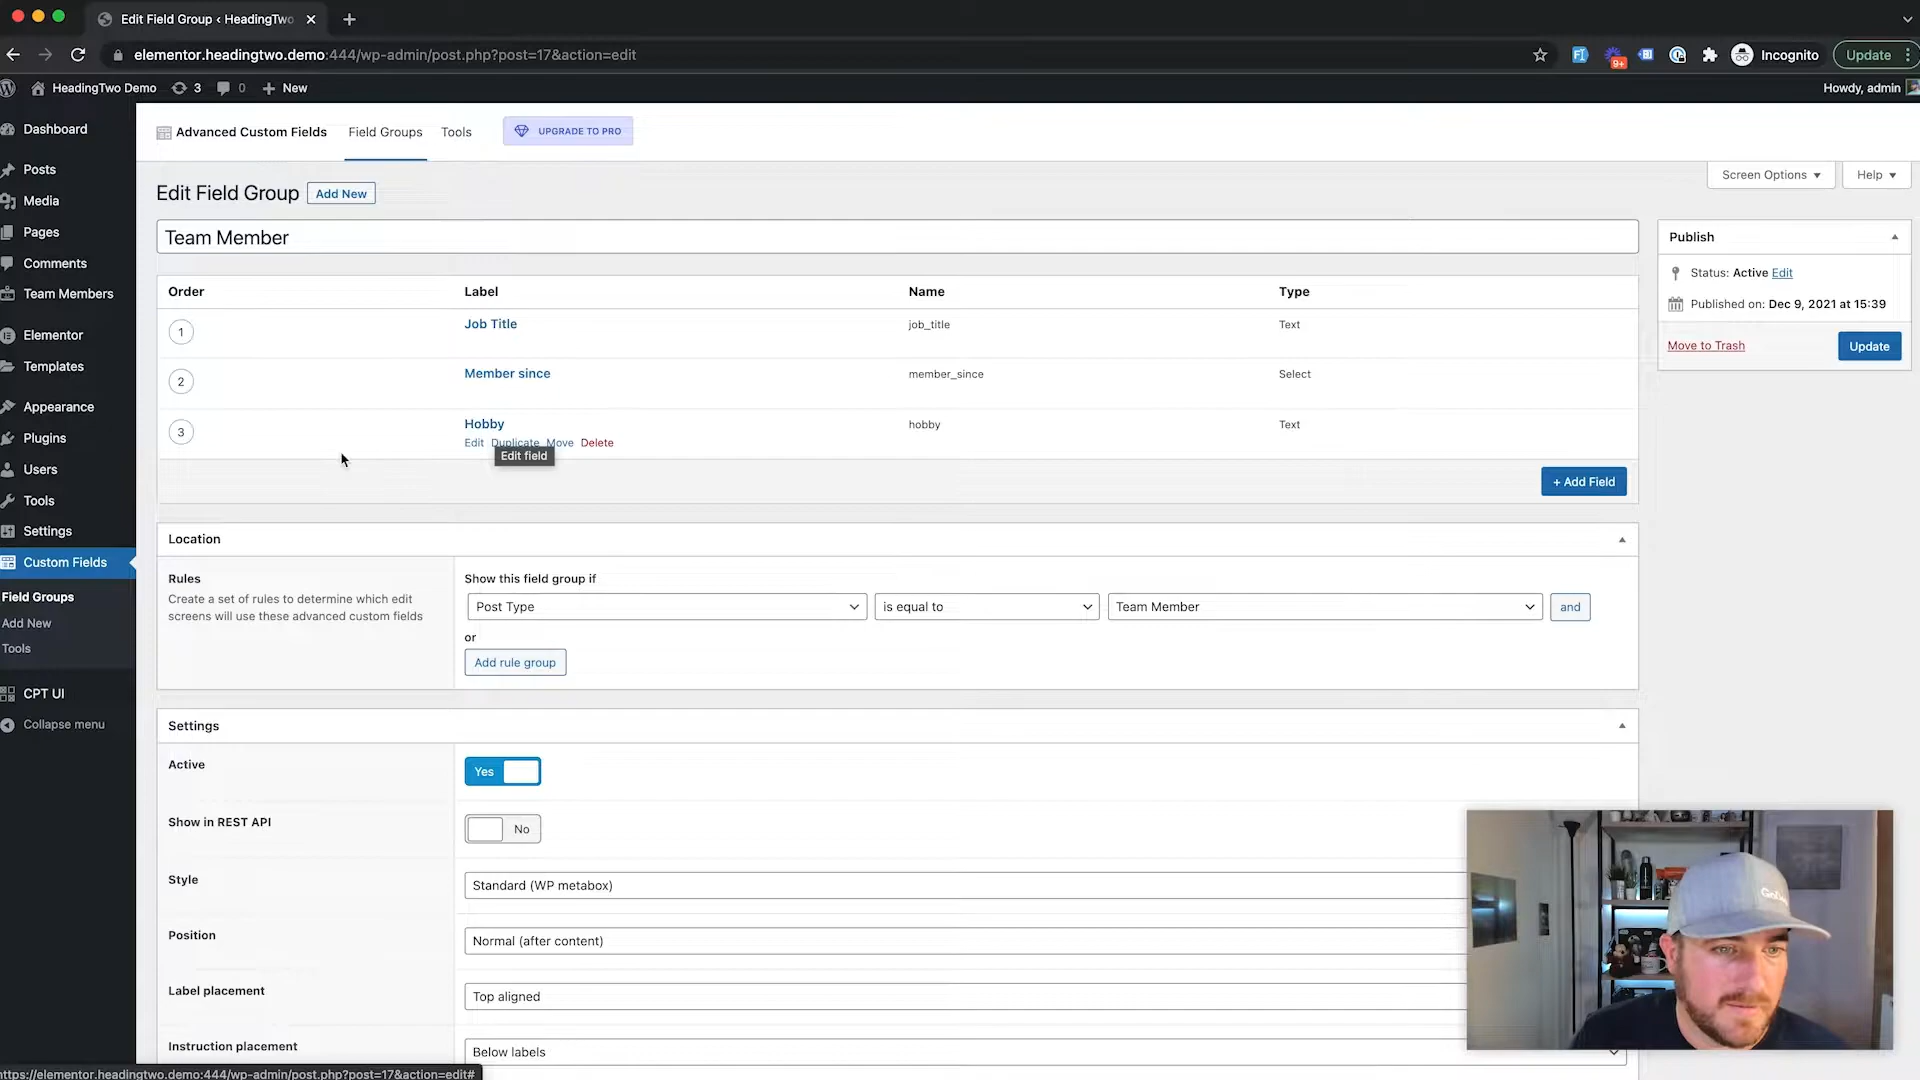 Edit Field Group ‹ HeadingTwo
elementor.headingtwo.demo:444/wp-admin/post.php?post=17&action=edit
9+
Incognito
Update
HeadingTwo Demo 3 0 New
Howdy, admin
Dashboard
Posts
Media
Pages
Comments
Team Members
Elementor
Templates
Appearance
Plugins
Users
Tools
Settings
Custom Fields
Field Groups
Add New
Tools
CPT UI
Collapse menu
Advanced Custom Fields Field Groups Tools UPGRADE TO PRO
Screen Options Help
Edit Field Group Add New
Team Member
Order Label Name Type
1 Job Title job_title Text
2 Member since member_since Select
3 Hobby hobby Text
Edit Duplicate Move Delete
Edit field
+ Add Field
Location
Rules
Create a set of rules to determine which edit
screens will use these advanced custom fields
Show this field group if
Post Type is equal to Team Member and
or
Add rule group
Settings
Active Yes
Show in REST API No
Style Standard (WP metabox)
Position Normal (after content)
Label placement Top aligned
Instruction placement Below labels
Publish
Status: Active Edit
Published on: Dec 9, 2021 at 15:39
Move to Trash Update
https://elementor.headingtwo.demo:444/wp-admin/post.php?post=17&action=edit#